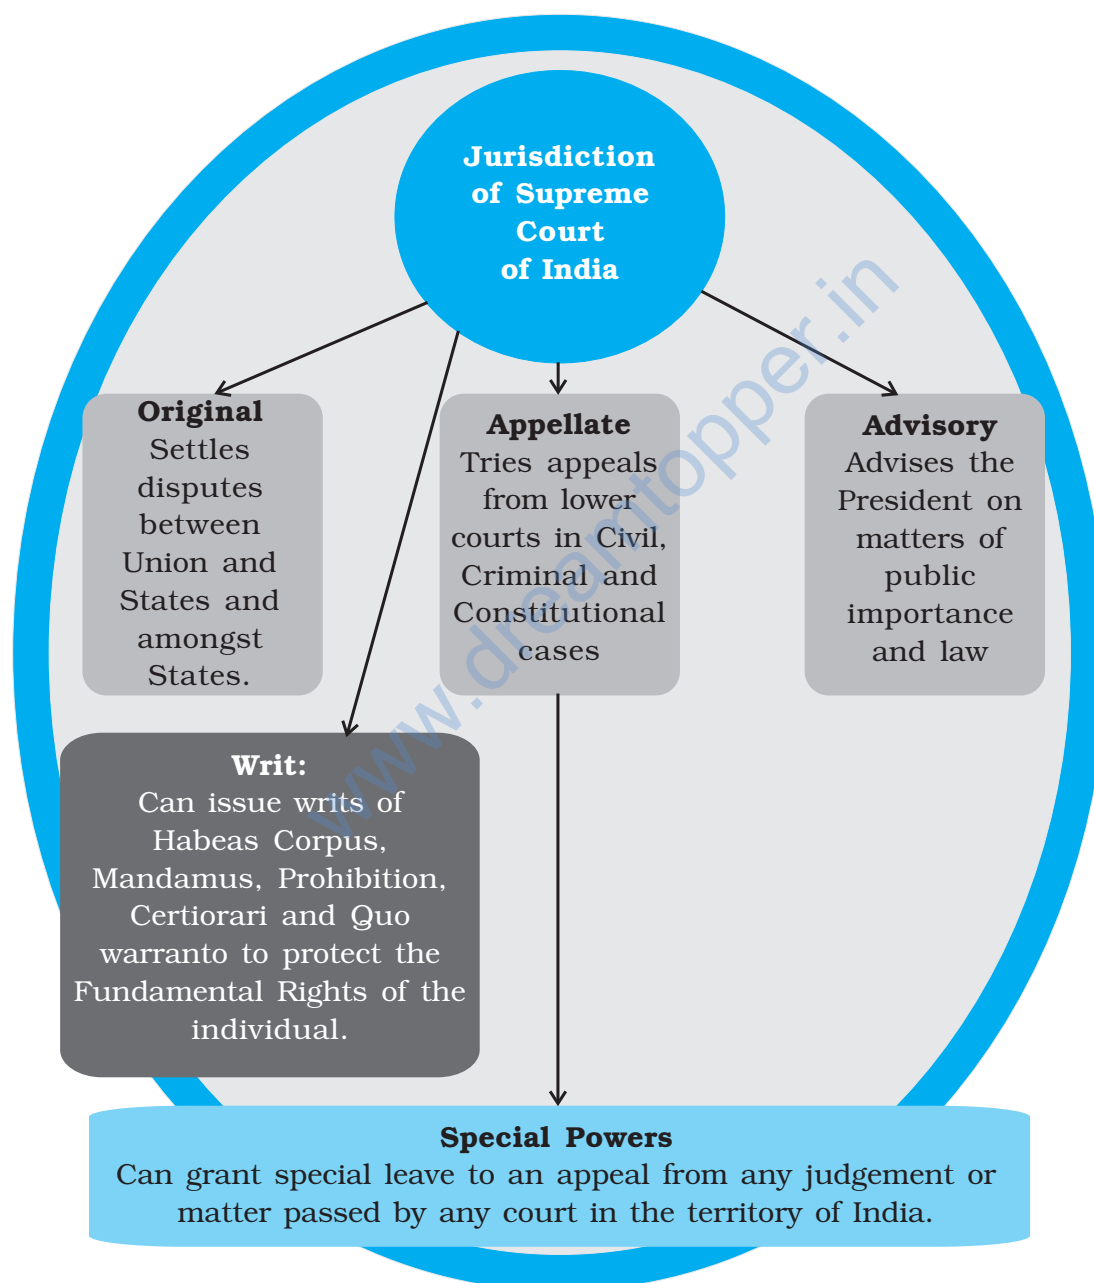 Jurisdiction
of Supreme
Court
of India
Original
Settles
disputes
between
Union and
States and
amongst
States.
Appellate
Tries appeals
from lower
courts in Civil,
Criminal and
Constitutional
cases
Advisory
Advises the
President on
matters of
public
importance
and law
Writ:
Can issue writs of
Habeas Corpus,
Mandamus, Prohibition,
Certiorari and Quo
warranto to protect the
Fundamental Rights of the
individual.
Special Powers
Can grant special leave to an appeal from any judgement or
matter passed by any court in the territory of India.
www.dreamtopper.in